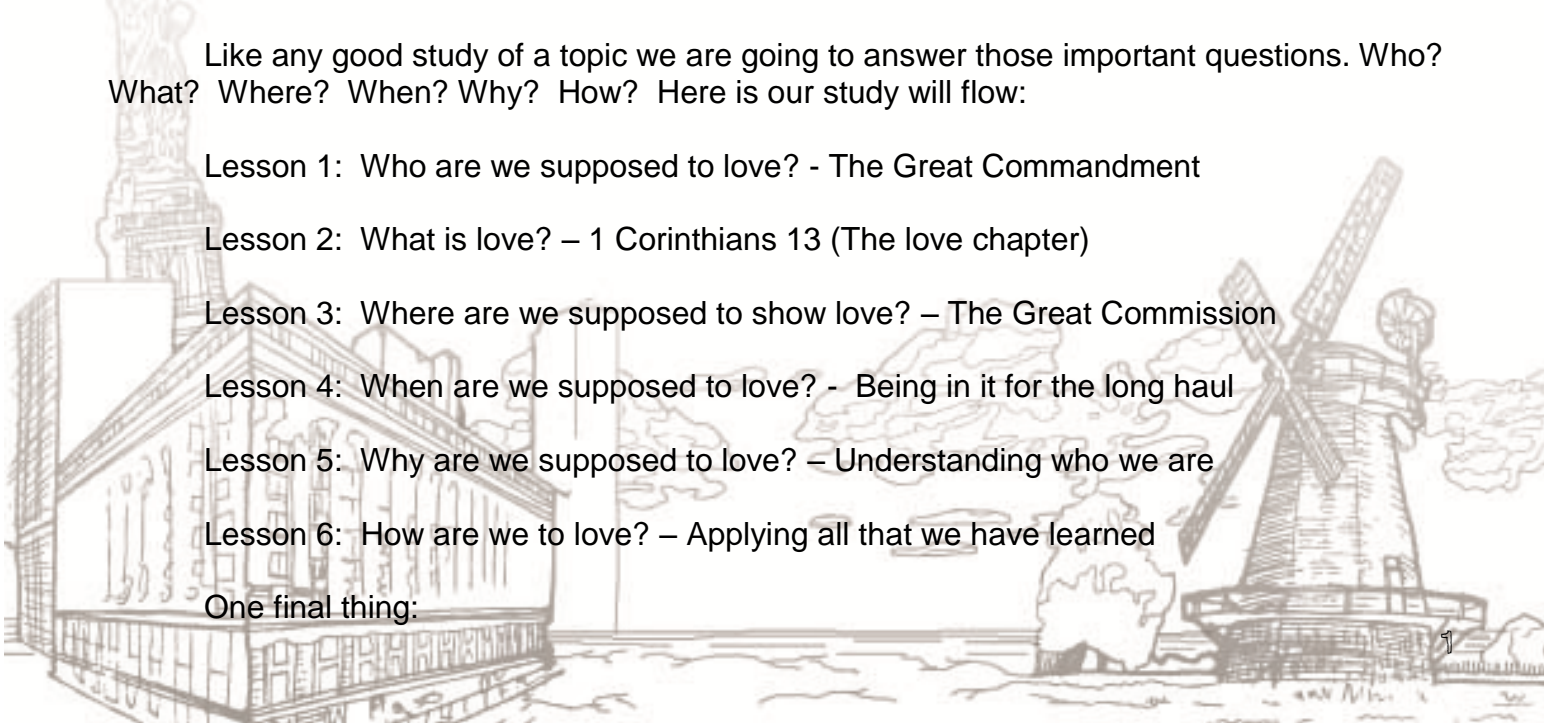 Like any good study of a topic we are going to answer those important questions. Who?
What? Where? When? Why? How? Here is our study will flow:
Lesson 1: Who are we supposed to love? - The Great Commandment
Lesson 2: What is love? – 1 Corinthians 13 (The love chapter)
Lesson 3: Where are we supposed to show love? – The Great Commission
Lesson 4: When are we supposed to love? - Being in it for the long haul
Lesson 5: Why are we supposed to love? – Understanding who we are
Lesson 6: How are we to love? – Applying all that we have learned
One final thing:
1